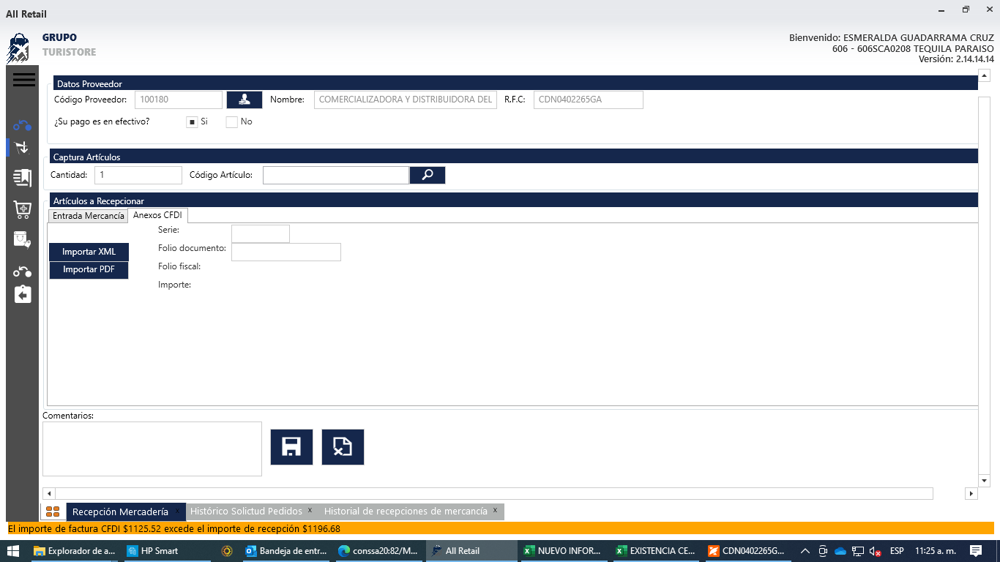 All Retail
GRUPO
TURISTORE
Bienvenido: ESMERALDA GUADARRAMA CRUZ
606 - 606SCA0208 TEQUILA PARAISO
Versión: 2.14.14.14
Datos Proveedor
Código Proveedor: 100180 Nombre: COMERCIALIZADORA Y DISTRIBUIDORA DEL R.F.C: CDN0402265GA
¿Su pago es en efectivo? Si No
Captura Artículos
Cantidad: 1 Código Artículo:
Artículos a Recepcionar
Entrada Mercancía Anexos CFDI
Serie:
Importar XML Folio documento:
Importar PDF Folio fiscal:
Importe:
Comentarios:
Recepción Mercadería x Histórico Solictud Pedidos x Historial de recepciones de mercancía x
El importe de factura CFDI $1125.52 excede el importe de recepción $1196.68
Explorador de a... HP Smart Bandeja de entr... conssa20:82/M... All Retail NUEVO INFOR... EXISTENCIA CE... CDN0402265G... ESP 11:25 a. m.